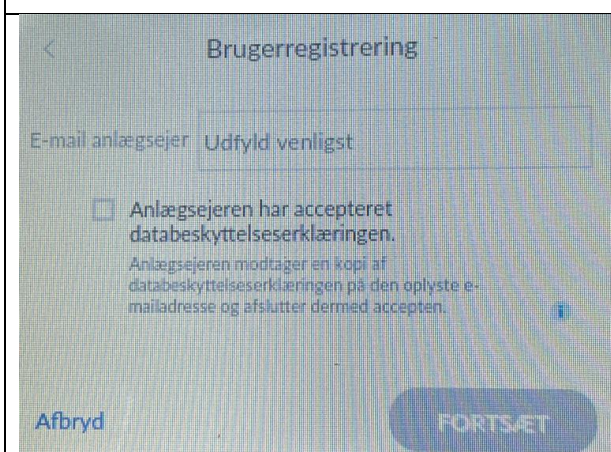 Brugerregistrering
E-mail anlægsejer Udfyld venligst
Anlægsejeren har accepteret
databeskyttelseserklæringen.
Anlægsejeren modtager en kopi af
databeskyttelseserklæringen på den oplyste e-
mailadresse og afslutter dermed accepten.
Afbryd FORTSÆT